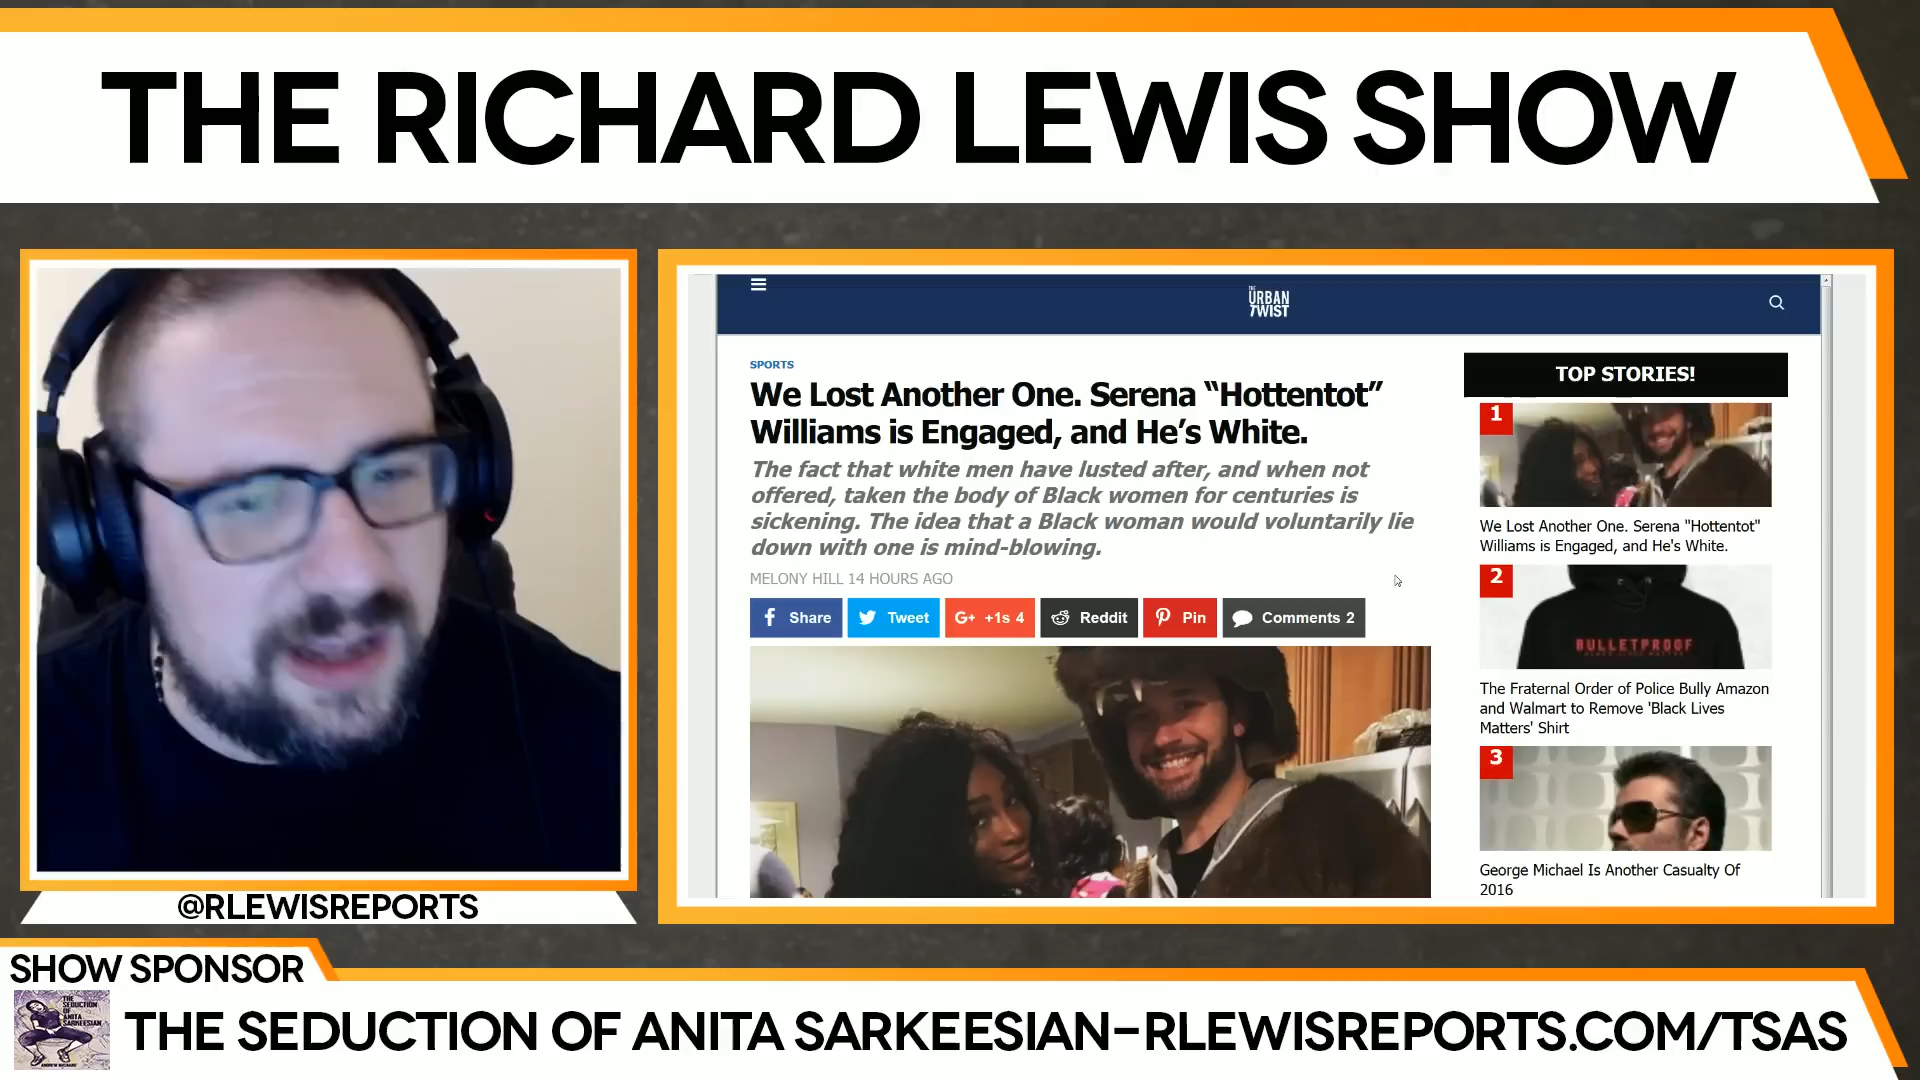 THE RICHARD LEWIS SHOW
THE
URBAN
TWIST
SPORTS
We Lost Another One. Serena “Hottentot”
Williams is Engaged, and He’s White.
The fact that white men have lusted after, and when not
offered, taken the body of Black women for centuries is
sickening. The idea that a Black woman would voluntarily lie
down with one is mind-blowing.
MELONY HILL 14 HOURS AGO
Share
Tweet
G+ +1s 4
Reddit
Pin
Comments 2
TOP STORIES!
1
We Lost Another One. Serena "Hottentot"
Williams is Engaged, and He's White.
2
BULLETPROOF
The Fraternal Order of Police Bully Amazon
and Walmart to Remove 'Black Lives
Matters' Shirt
3
George Michael Is Another Casualty Of
2016
@RLEWISREPORTS
SHOW SPONSOR
THE
SEDUCTION
OF
ANITA
SARKEESIAN
THE SEDUCTION OF ANITA SARKEESIAN-RLEWISREPORTS.COM/TSAS